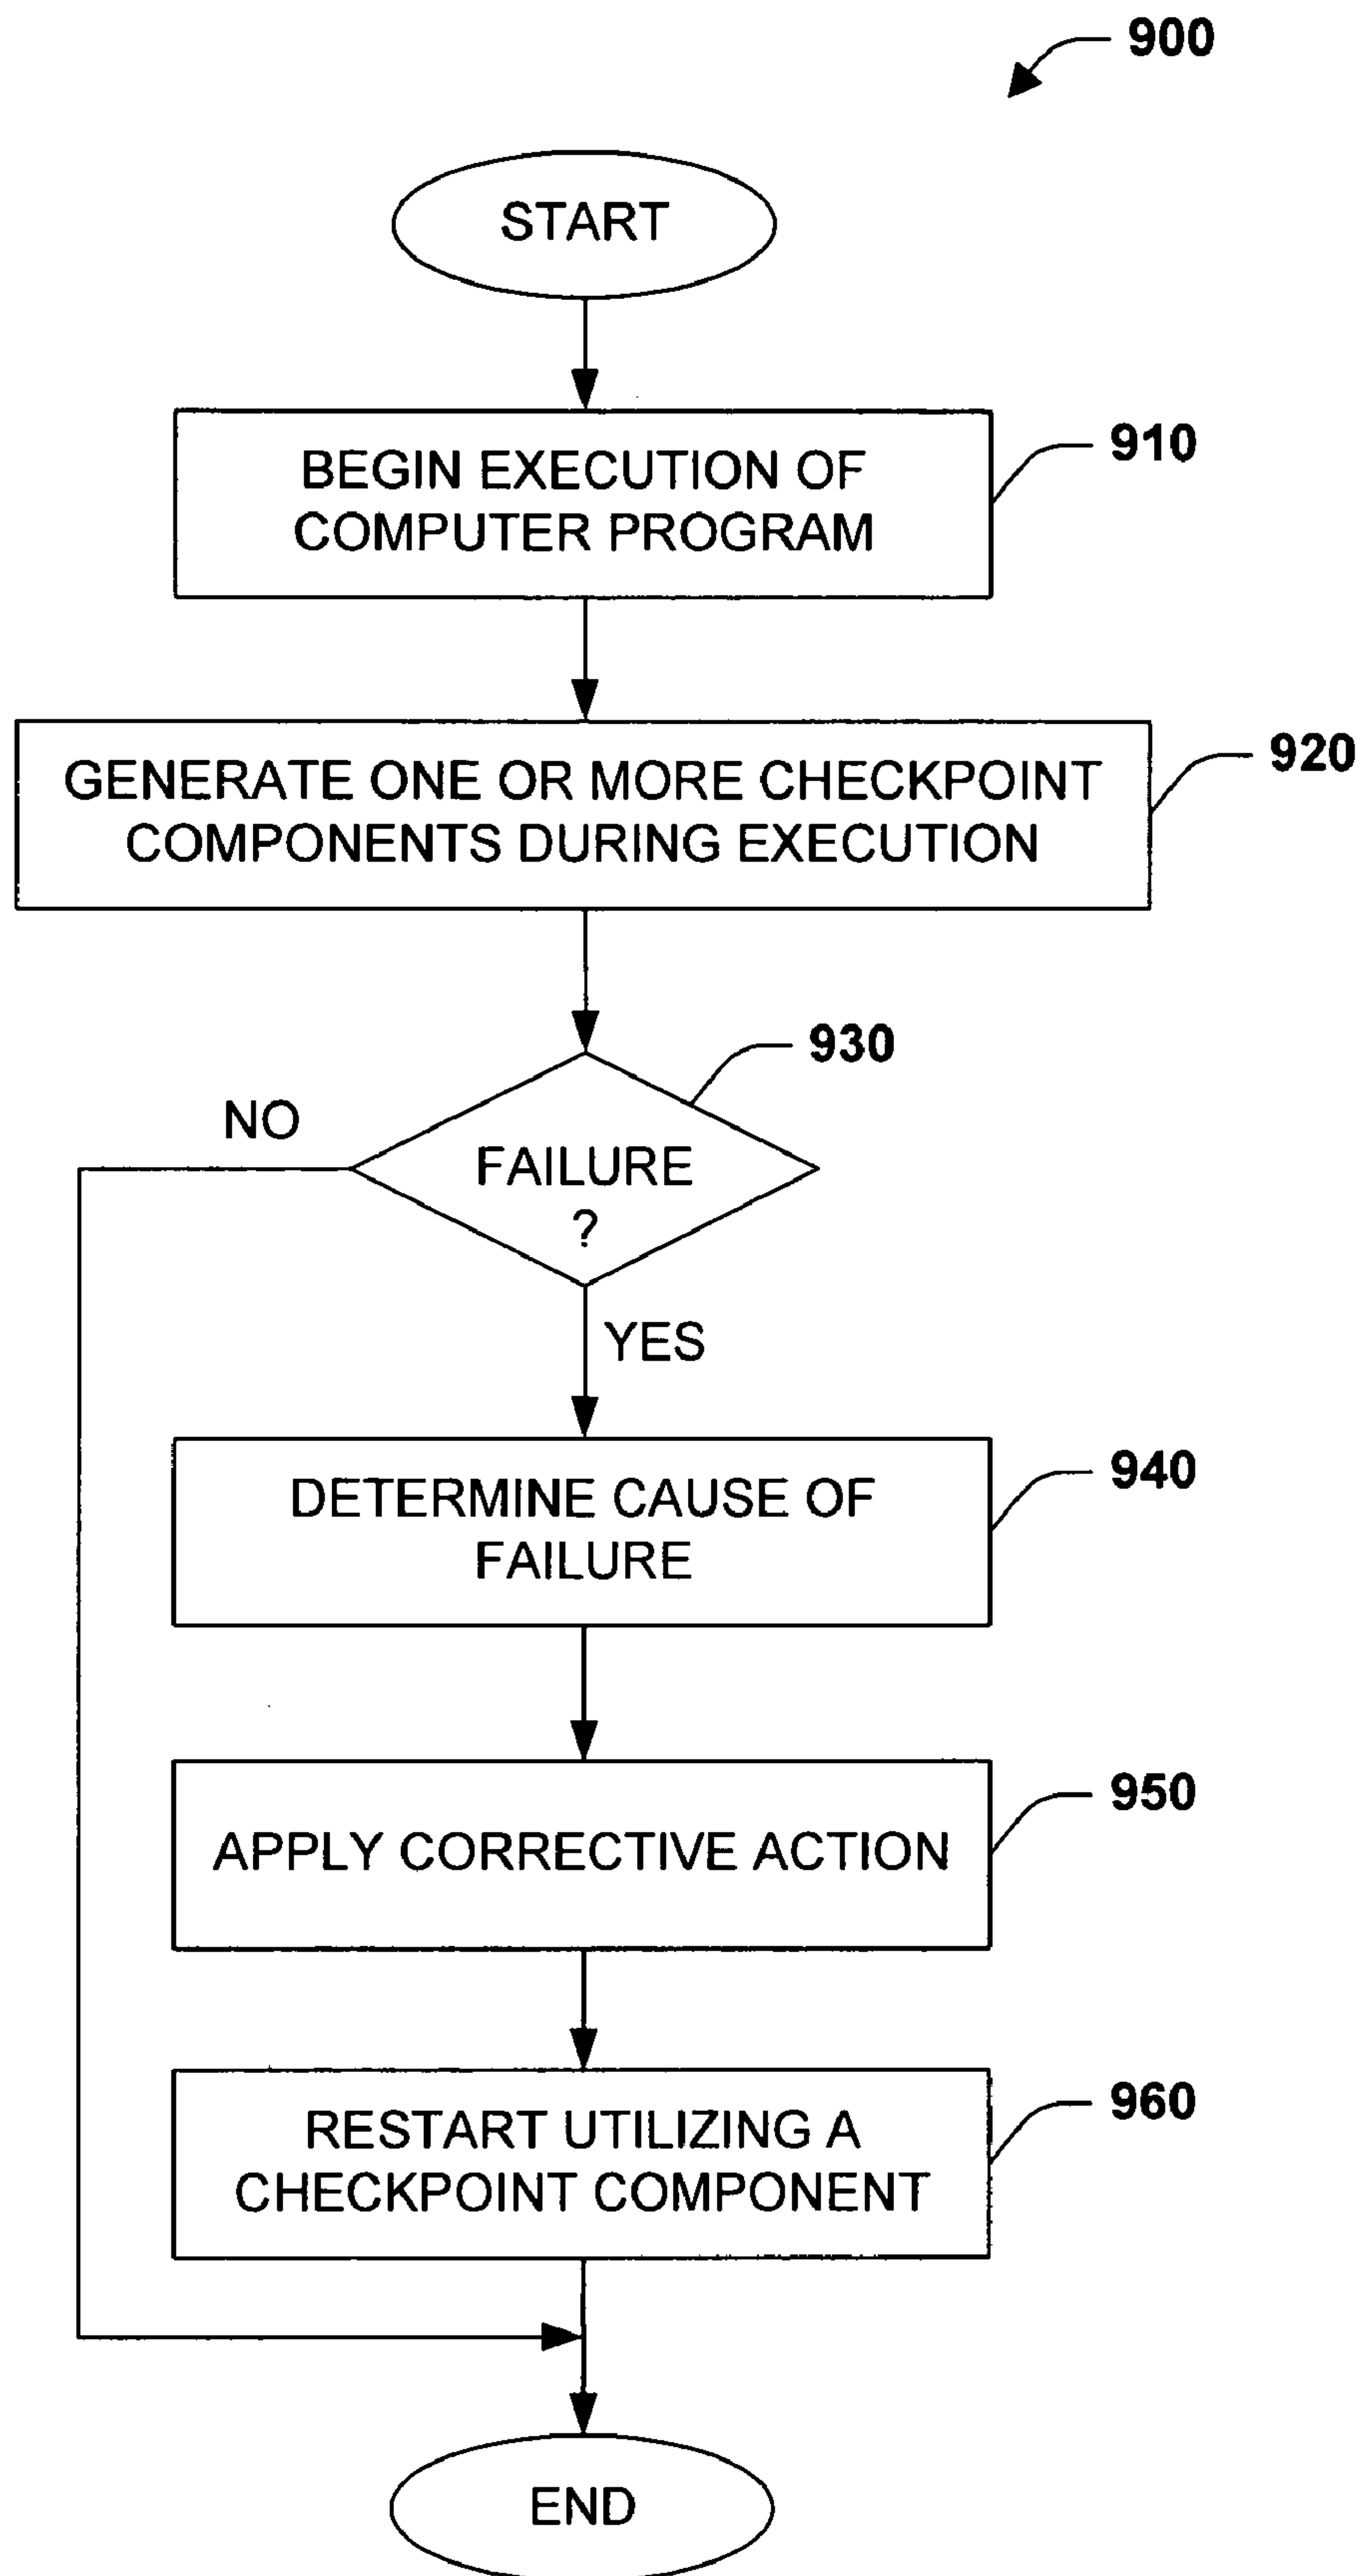 900
START
BEGIN EXECUTION OF
COMPUTER PROGRAM
910
GENERATE ONE OR MORE CHECKPOINT
COMPONENTS DURING EXECUTION
920
930
NO
FAILURE
?
YES
DETERMINE CAUSE OF
FAILURE
940
APPLY CORRECTIVE ACTION
950
RESTART UTILIZING A
CHECKPOINT COMPONENT
960
END